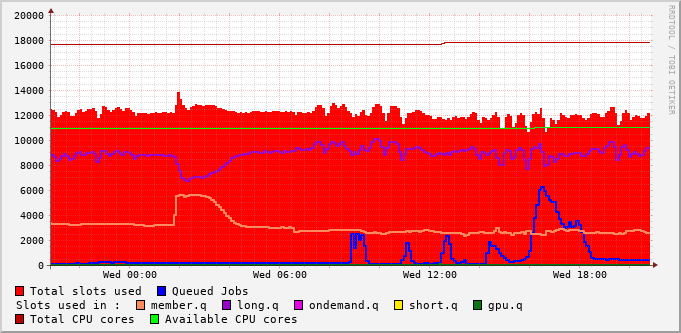 20000
18000
16000
14000
12000
10000
8000
6000
4000
2000
0
Wed 00:00 Wed 06:00 Wed 12:00 Wed 18:00
RRDTOOL / TOBI OETIKER
Total slots used Queued Jobs
Slots used in : member.q long.q ondemand.q short.q gpu.q
Total CPU cores Available CPU cores